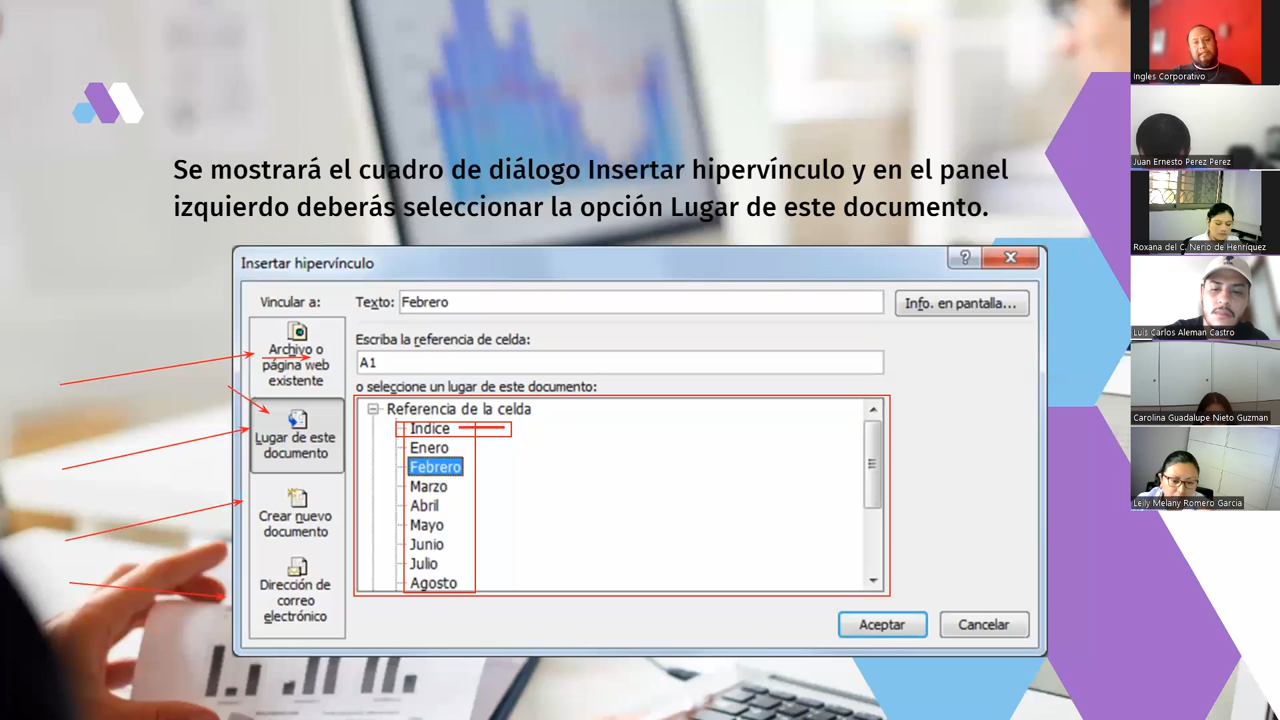 Se mostrará el cuadro de diálogo Insertar hipervínculo y en el panel
izquierdo deberás seleccionar la opción Lugar de este documento.
Insertar hipervínculo
Vincular a:
Texto: Febrero
Info. en pantalla...
Archivo o
página web
existente
Lugar de este
documento
Crear nuevo
documento
Dirección de
correo
electrónico
Escriba la referencia de celda:
A1
o seleccione un lugar de este documento:
Referencia de la celda
Indice
Enero
Febrero
Marzo
Abril
Mayo
Junio
Julio
Agosto
Aceptar
Cancelar
Ingles Corporativo
Juan Ernesto Perez Perez
Roxana del C. Nerio de Henriquez
Luis Carlos Aleman Castro
Carolina Guadalupe Nieto Guzman
Leily Melany Romero Garcia